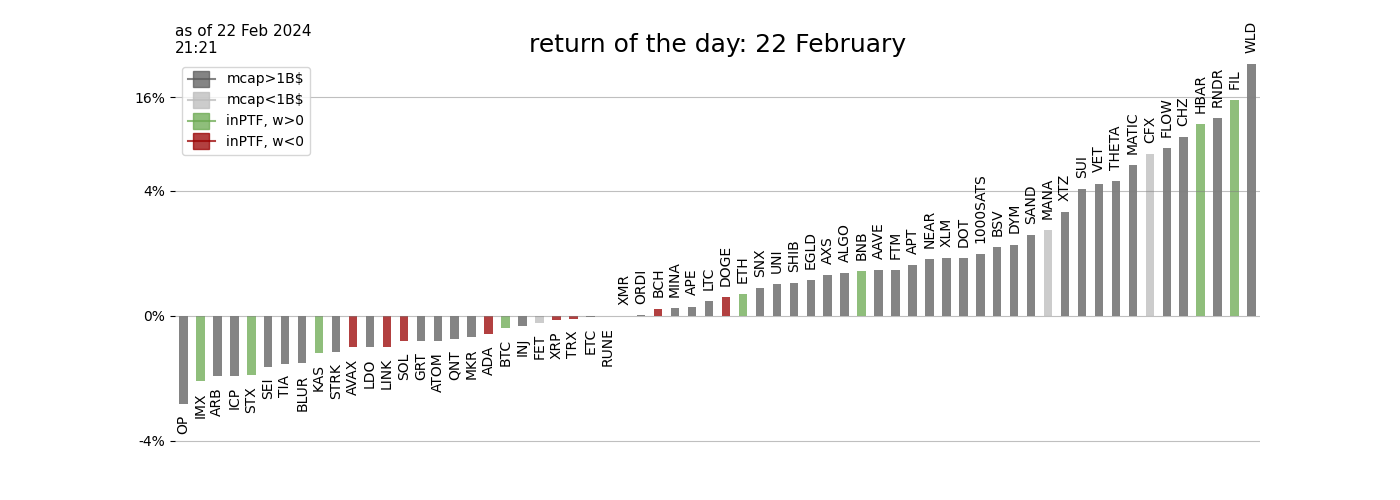 as of 22 Feb 2024
21:21
return of the day: 22 February
mcap>1B$
mcap<1B$
inPTF, w>0
inPTF, w<0
16%
4%
0%
-4%
OP
IMX
ARB
ICP
STX
SEI
TIA
BLUR
KAS
STRK
AVAX
LDO
LINK
SOL
GRT
ATOM
QNT
MKR
ADA
BTC
INJ
FET
XRP
TRX
ETC
RUNE
XMR
ORDI
BCH
MINA
APE
LTC
DOGE
ETH
SNX
UNI
SHIB
EGLD
AXS
ALGO
BNB
AAVE
FTM
APT
NEAR
XLM
DOT
1000SATS
BSV
DYM
SAND
MANA
XTZ
SUI
VET
THETA
MATIC
CFX
FLOW
CHZ
HBAR
RNDR
FIL
WLD